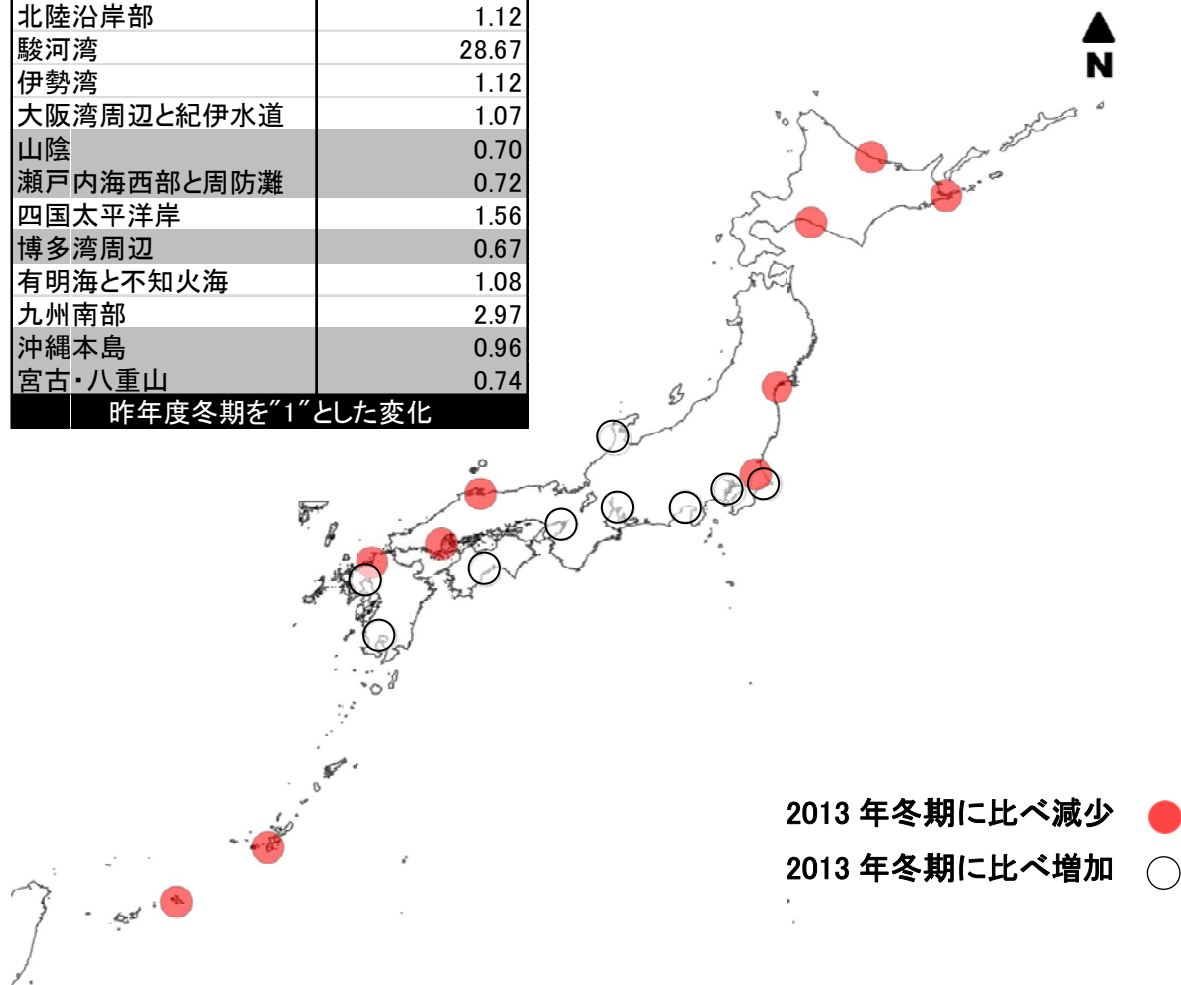 北陸沿岸部 1.12
駿河湾 28.67
伊勢湾 1.12
大阪湾周辺と紀伊水道 1.07
山陰 0.70
瀬戸内海西部と周防灘 0.72
四国太平洋岸 1.56
博多湾周辺 0.67
有明海と不知火海 1.08
九州南部 2.97
沖縄本島 0.96
宮古・八重山 0.74
昨年度冬期を"1"とした変化
N
2013 年冬期に比べ減少
2013 年冬期に比べ増加